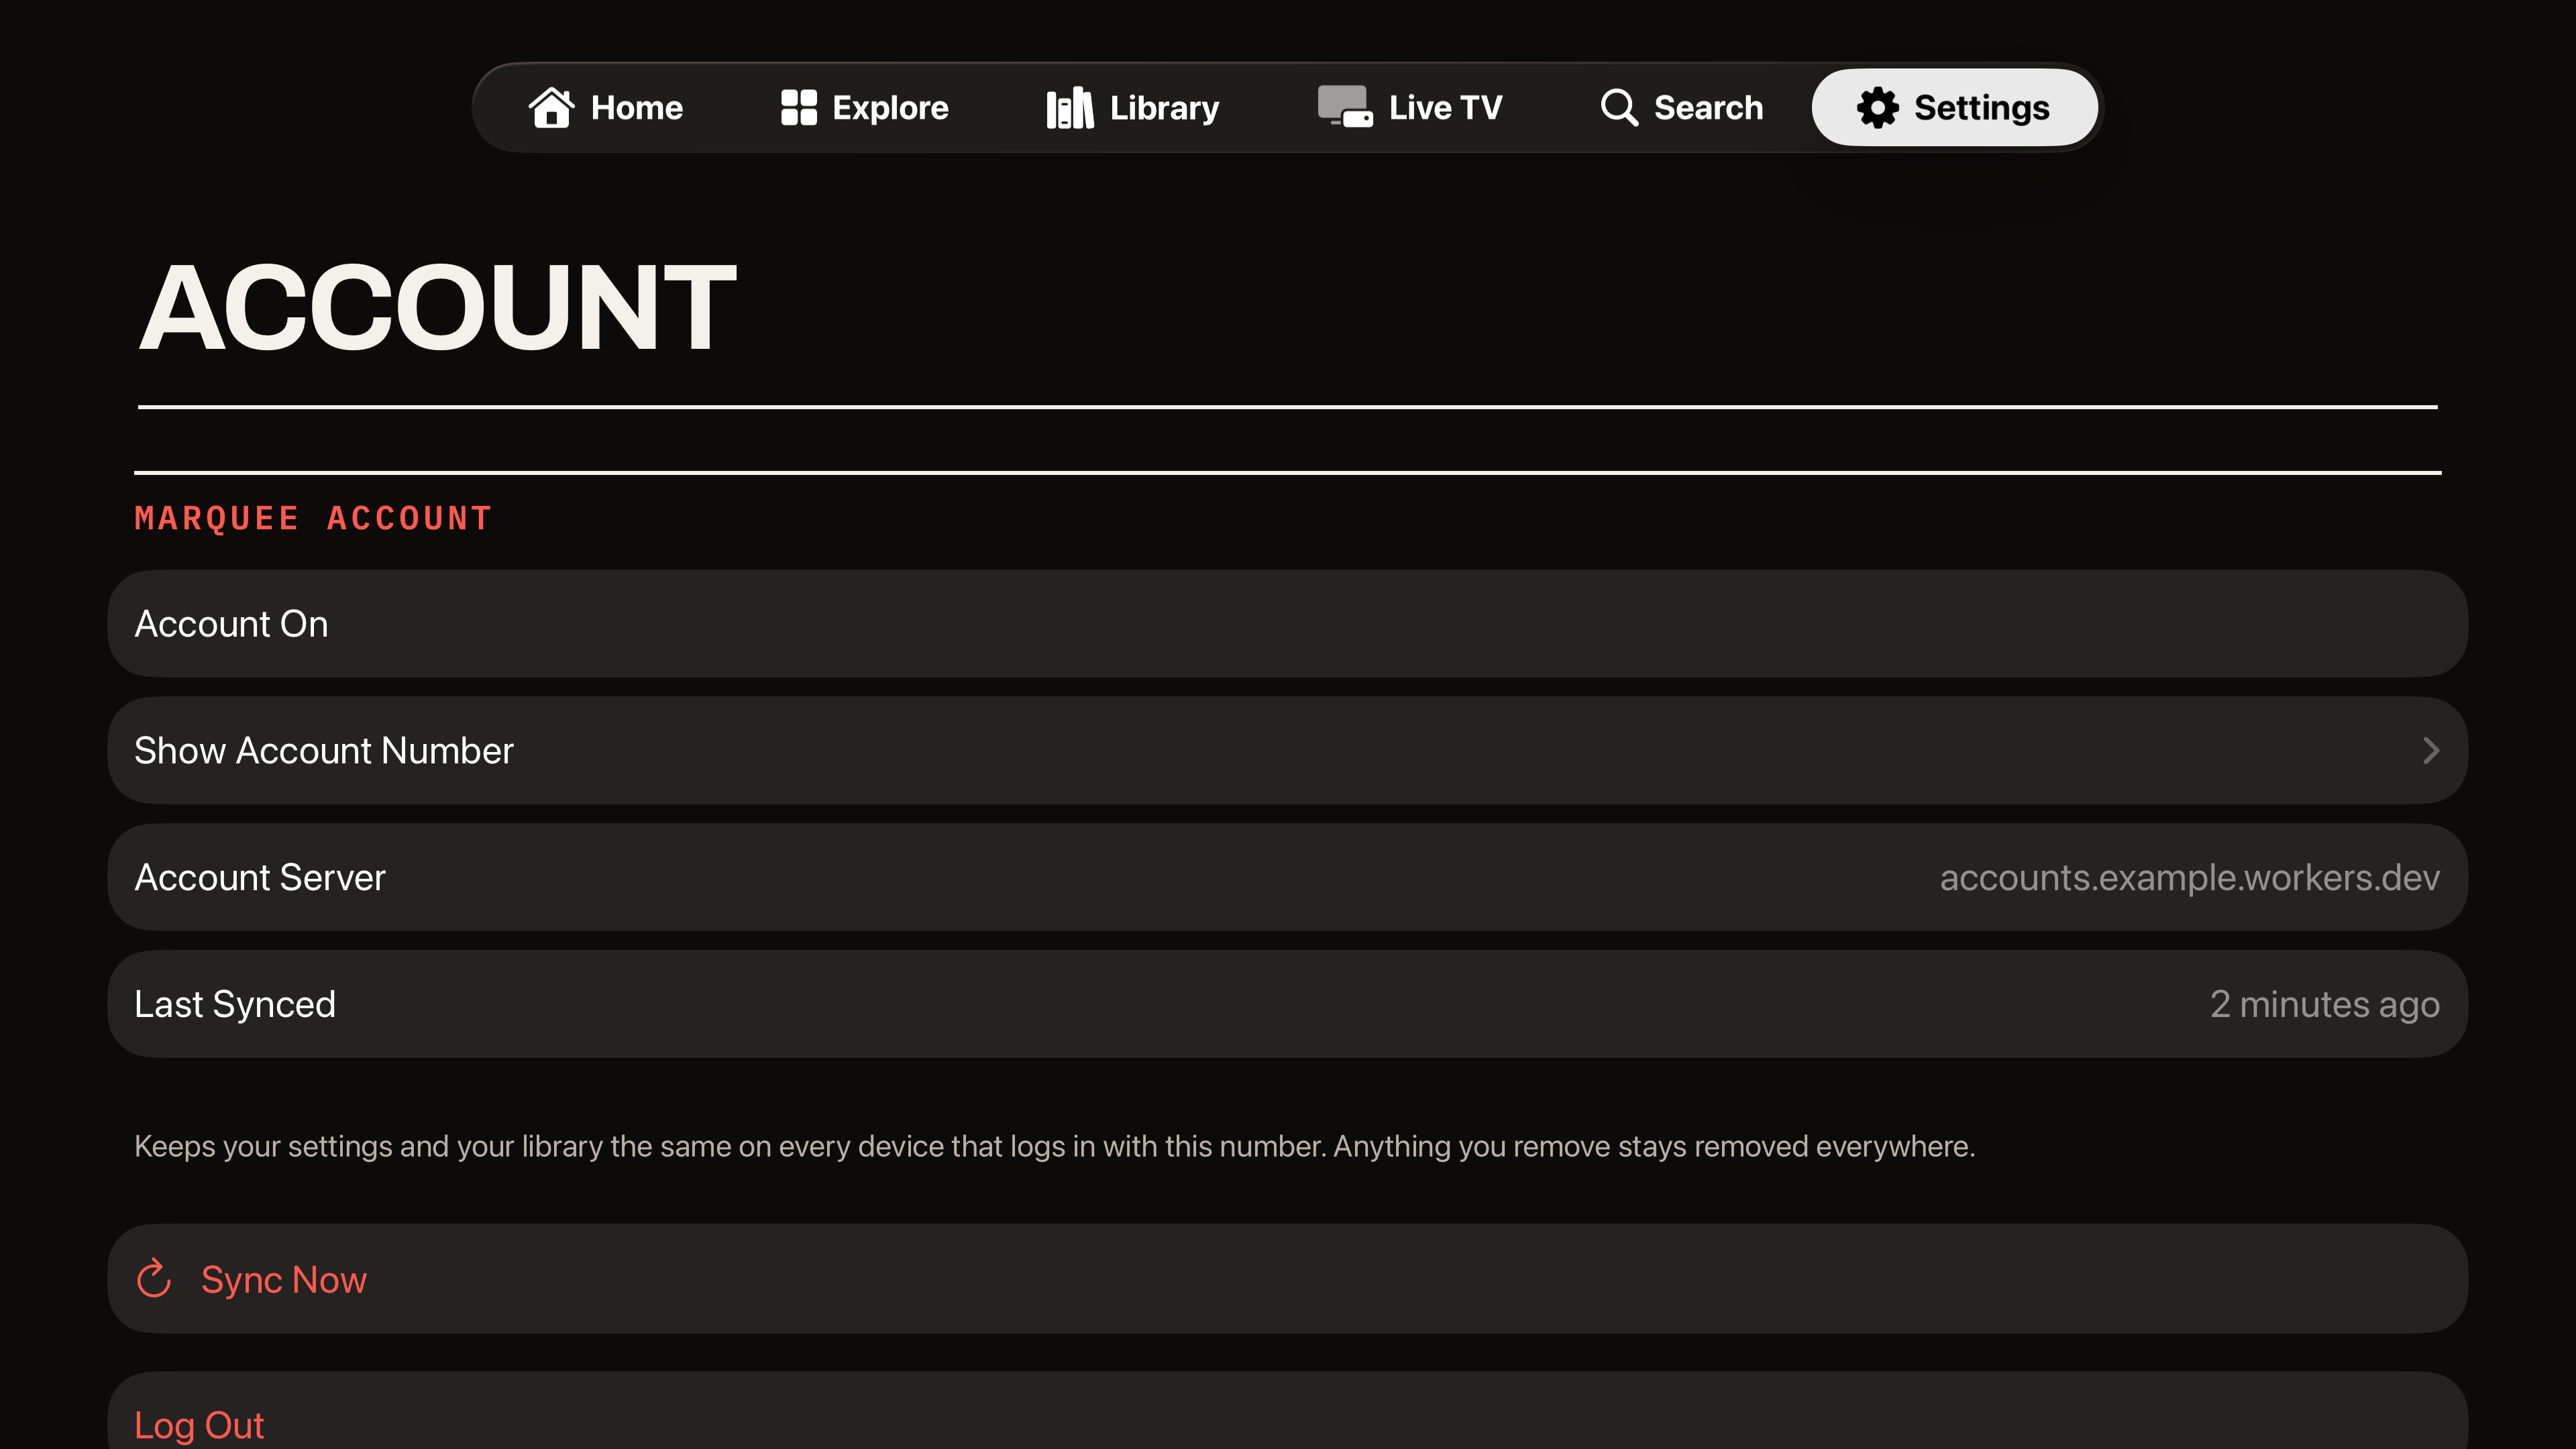 Home Explore Library Live TV Search Settings
ACCOUNT
MARQUEE ACCOUNT
Account On
Show Account Number
Account Server accounts.example.workers.dev
Last Synced 2 minutes ago
Keeps your settings and your library the same on every device that logs in with this number. Anything you remove stays removed everywhere.
Sync Now
Log Out